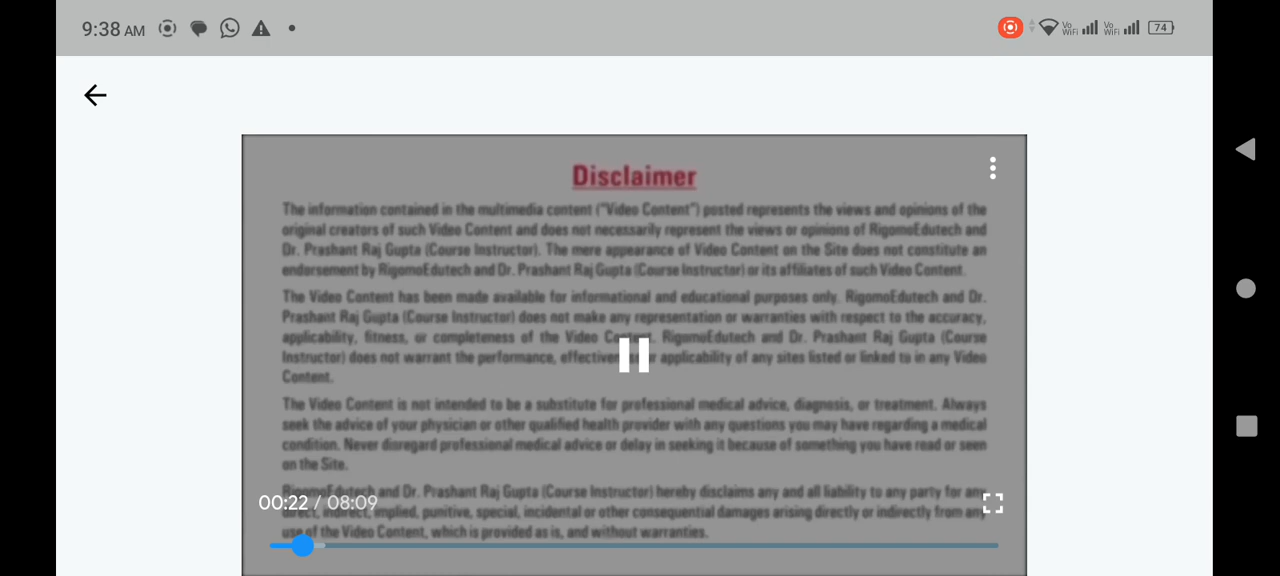 9:38 AM
Vo WiFi Vo WiFi 74
Disclaimer
The information contained in the multimedia content ("Video Content") posted represents the views and opinions of the
original creators of such Video Content and does not necessarily represent the views or opinions of RigomoEdutech and
Dr. Prashant Raj Gupta (Course Instructor). The mere appearance of Video Content on the Site does not constitute an
endorsement by RigomoEdutech and Dr. Prashant Raj Gupta (Course Instructor) or its affiliates of such Video Content.
The Video Content has been made available for informational and educational purposes only. RigomoEdutech and Dr.
Prashant Raj Gupta (Course Instructor) does not make any representation or warranties with respect to the accuracy,
applicability, fitness, or completeness of the Video Content. RigomoEdutech and Dr. Prashant Raj Gupta (Course
Instructor) does not warrant the performance, or applicability of any sites listed or linked to in any Video
Content.
The Video Content is not intended to be a substitute for professional medical advice, diagnosis, or treatment. Always
seek the advice of your physician or other qualified health provider with any questions you may have regarding a medical
condition. Never disregard professional medical advice or delay in seeking it because of something you have read or seen
on the Site.
RigomoEdutech and Dr. Prashant Raj Gupta (Course Instructor) hereby disclaims any and all liability to any party for any
00:22 / 08:09
direct, indirect, implied, punitive, special, incidental or other consequential damages arising directly or indirectly from any
use of the Video Content, which is provided as is, and without warranties.